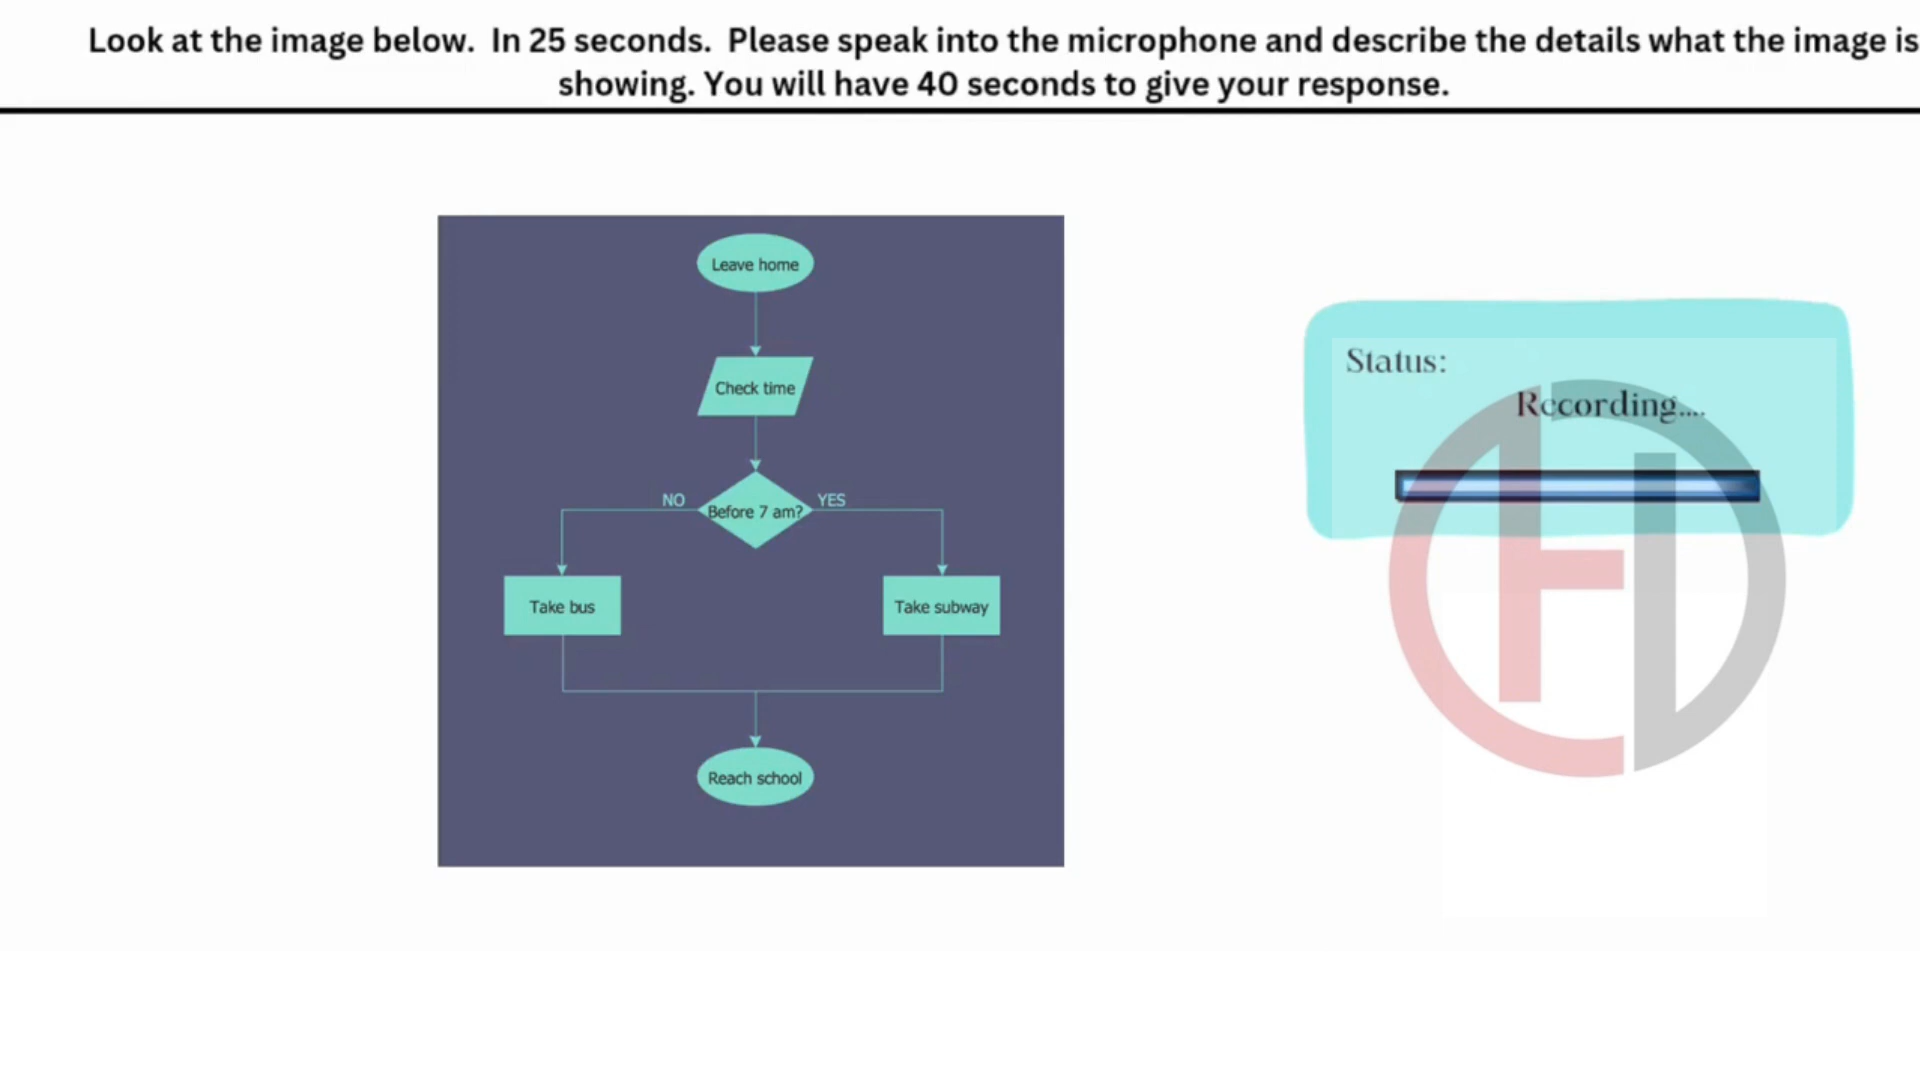 Look at the image below. In 25 seconds. Please speak into the microphone and describe the details what the image is
showing. You will have 40 seconds to give your response.
Leave home
Check time
NO
Before 7 am?
YES
Take bus
Take subway
Reach school
Status:
Recording....